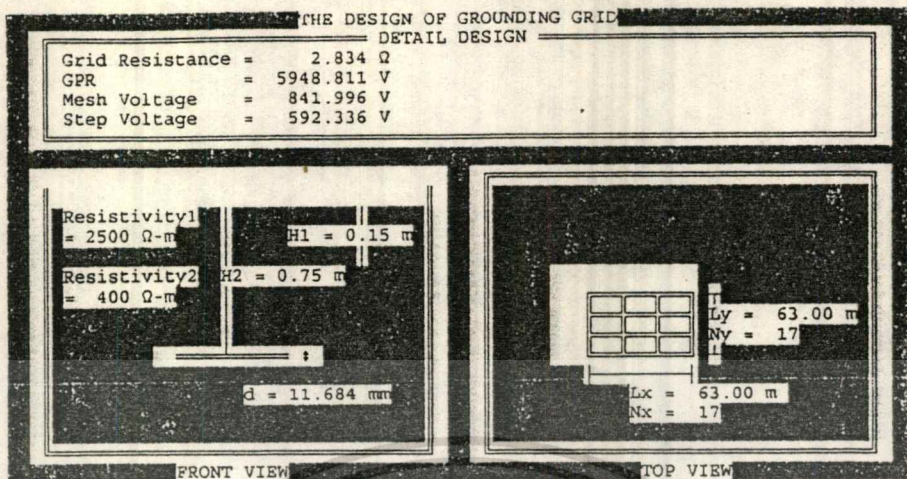 THE DESIGN OF GROUNDING GRID
DETAIL DESIGN
Grid Resistance = 2.834 Ω
GPR = 5948.811 V
Mesh Voltage = 841.996 V
Step Voltage = 592.336 V
Resistivity1
= 2500 Ω-m
H1 = 0.15 m
Resistivity2
= 400 Ω-m
H2 = 0.75 m
d = 11.684 mm
FRONT VIEW
Ly = 63.00 m
Ny = 17
Lx = 63.00 m
Nx = 17
TOP VIEW